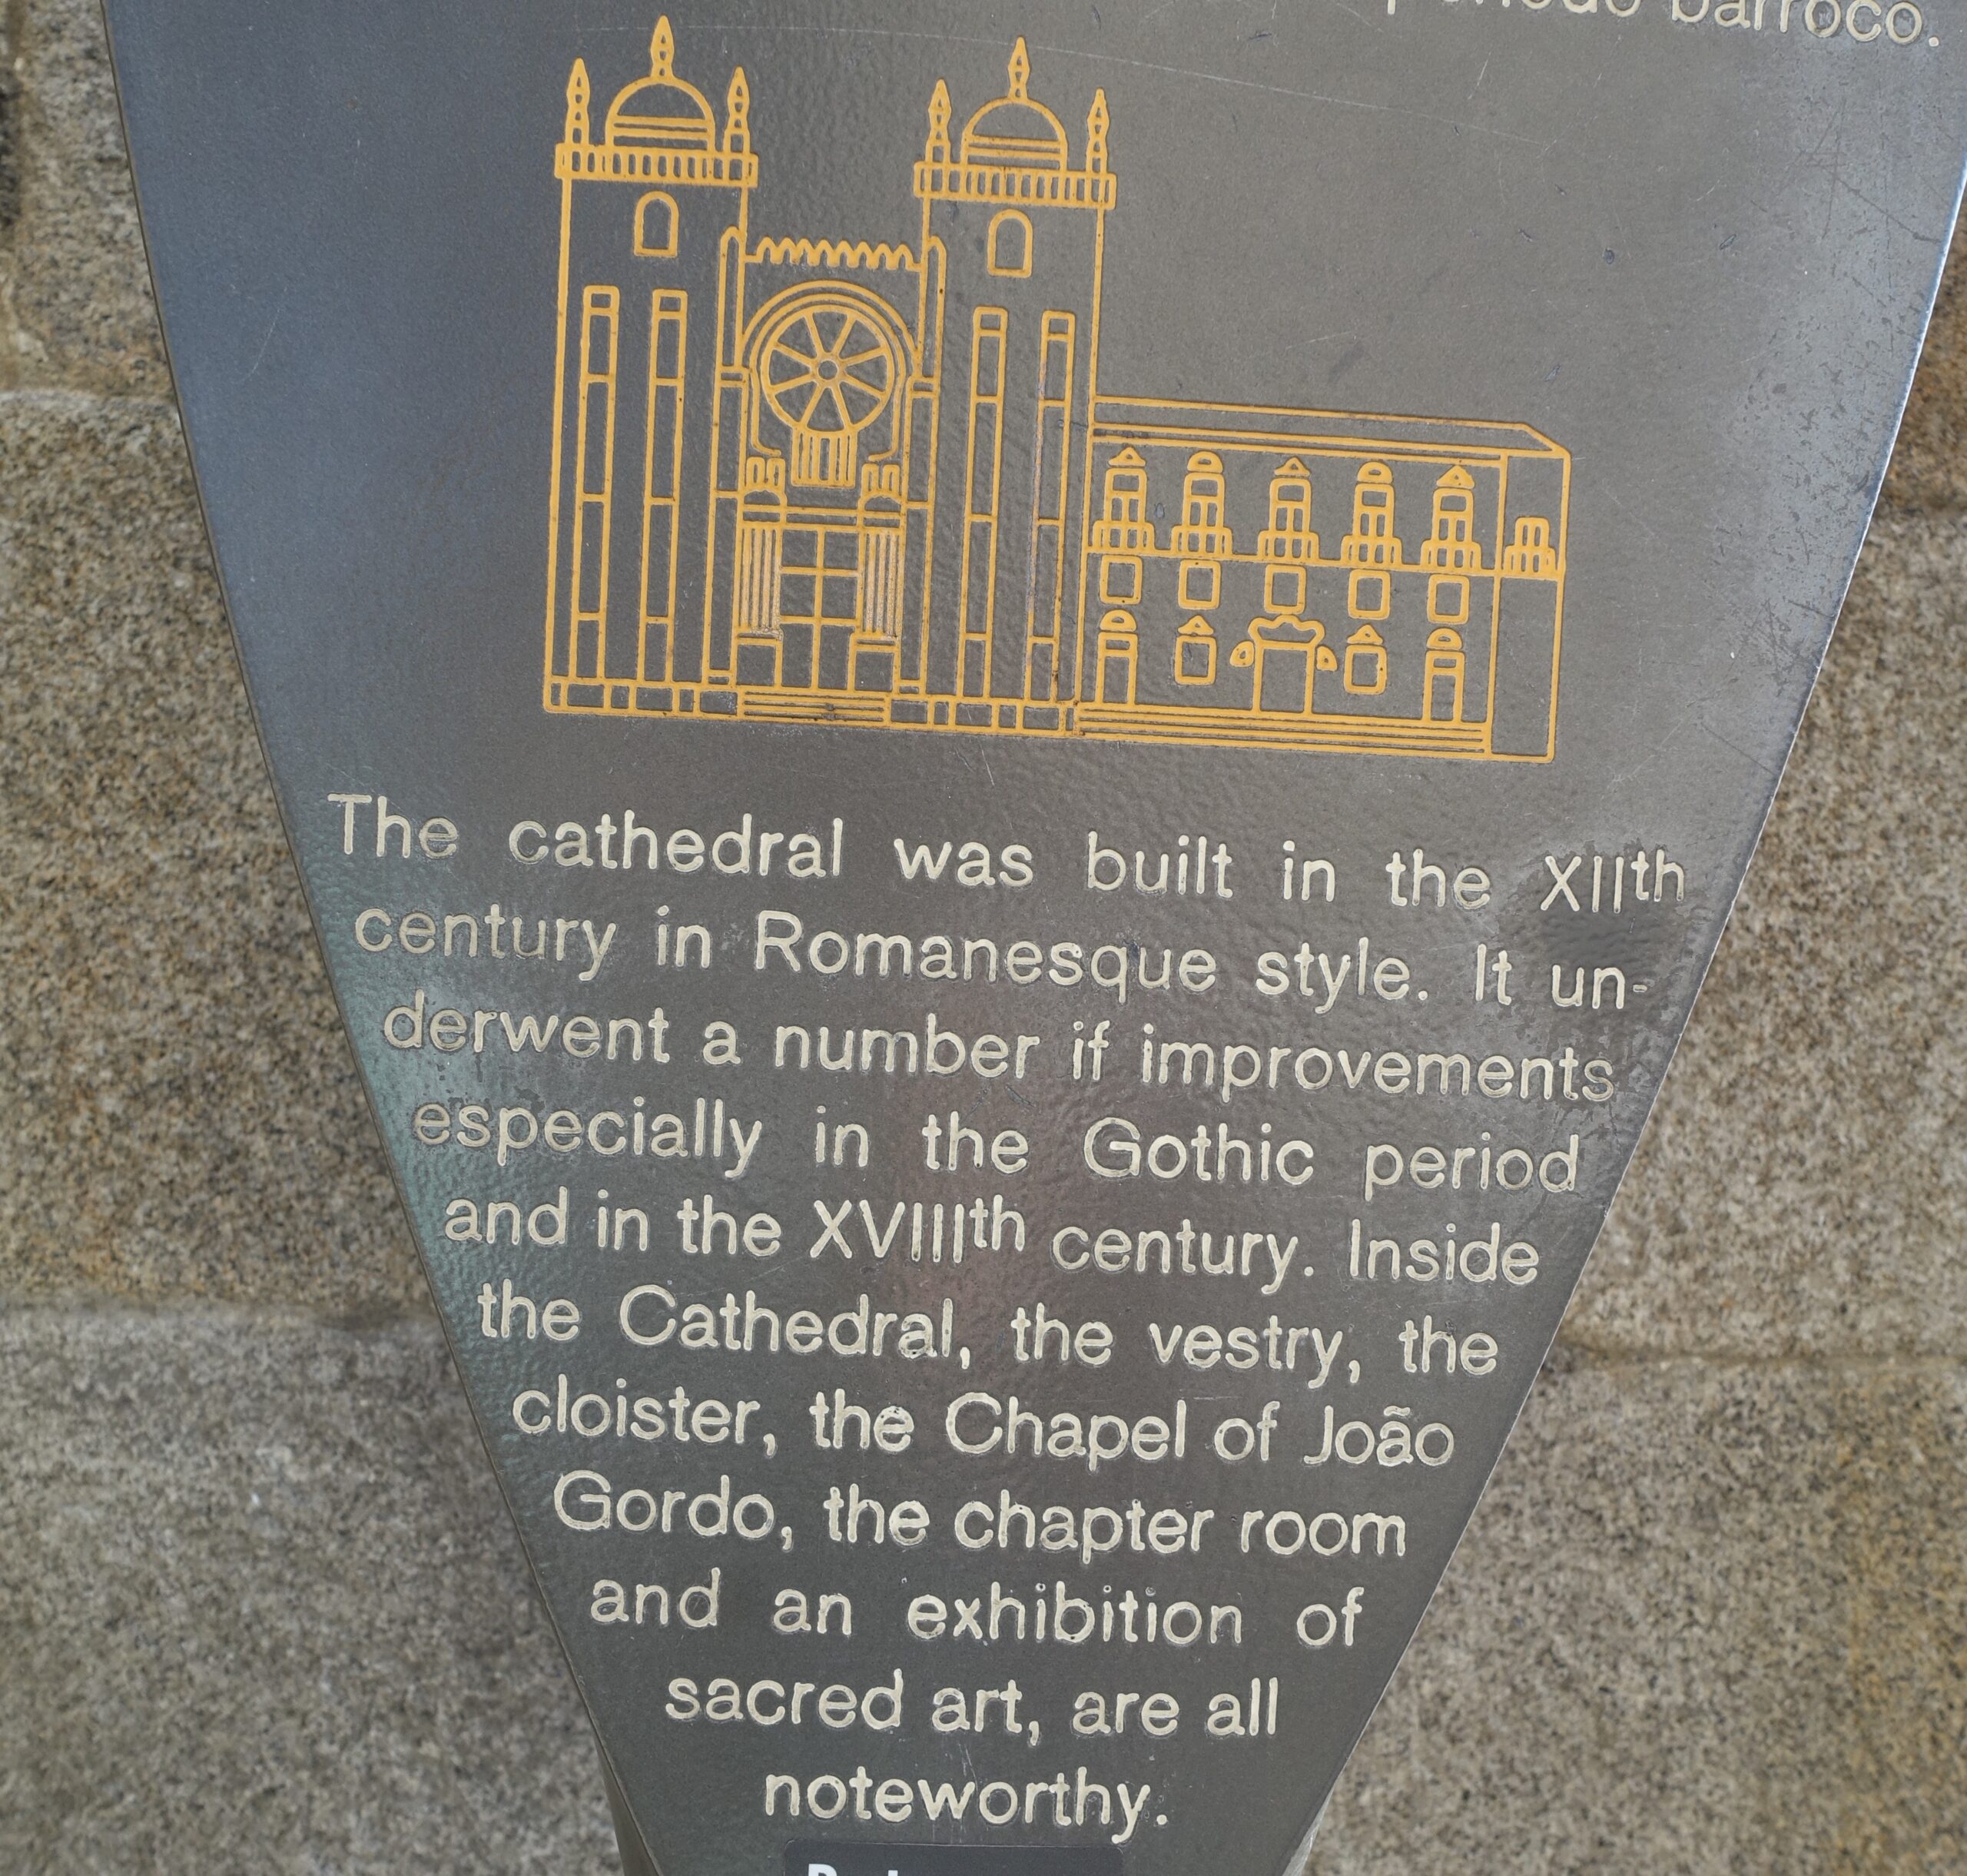 período barroco.
The cathedral was built in the XIIth
century in Romanesque style. It un-
derwent a number if improvements
especially in the Gothic period
and in the XVIIIth century. Inside
the Cathedral, the vestry, the
cloister, the Chapel of João
Gordo, the chapter room
and an exhibition of
sacred art, are all
noteworthy.